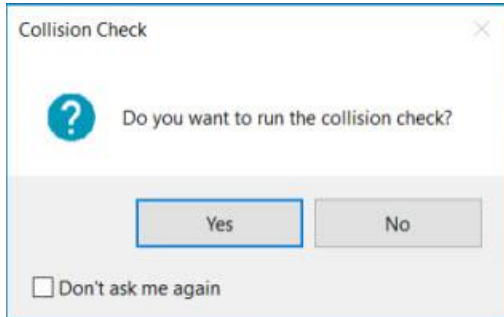 Collision Check
Do you want to run the collision check?
Yes
No
Don't ask me again